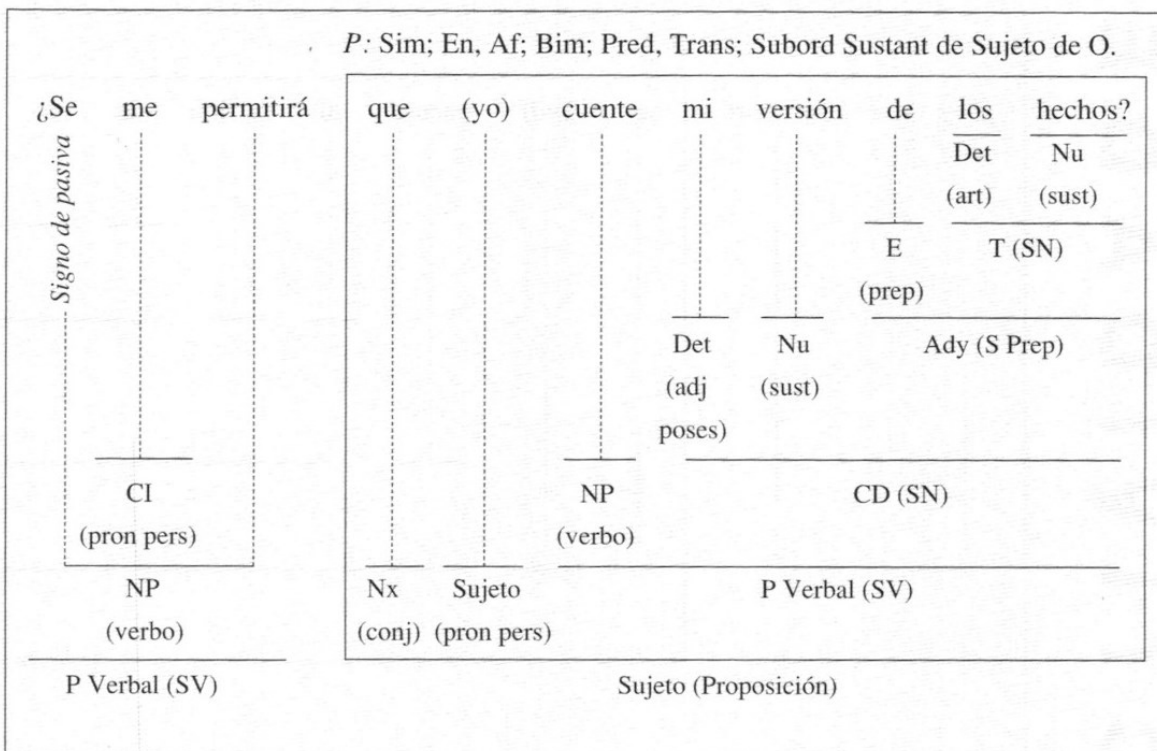 P: Sim; En, Af; Bim; Pred, Trans; Subord Sustant de Sujeto de O.
¿Se me permitirá que (yo) cuente mi versión de los hechos?
Signo de pasiva
Det Nu
(art) (sust)
E T (SN)
(prep)
Det Nu Ady (S Prep)
(adj (sust)
poses)
CI NP CD (SN)
(pron pers) (verbo)
NP Nx Sujeto P Verbal (SV)
(verbo) (conj) (pron pers)
P Verbal (SV) Sujeto (Proposición)